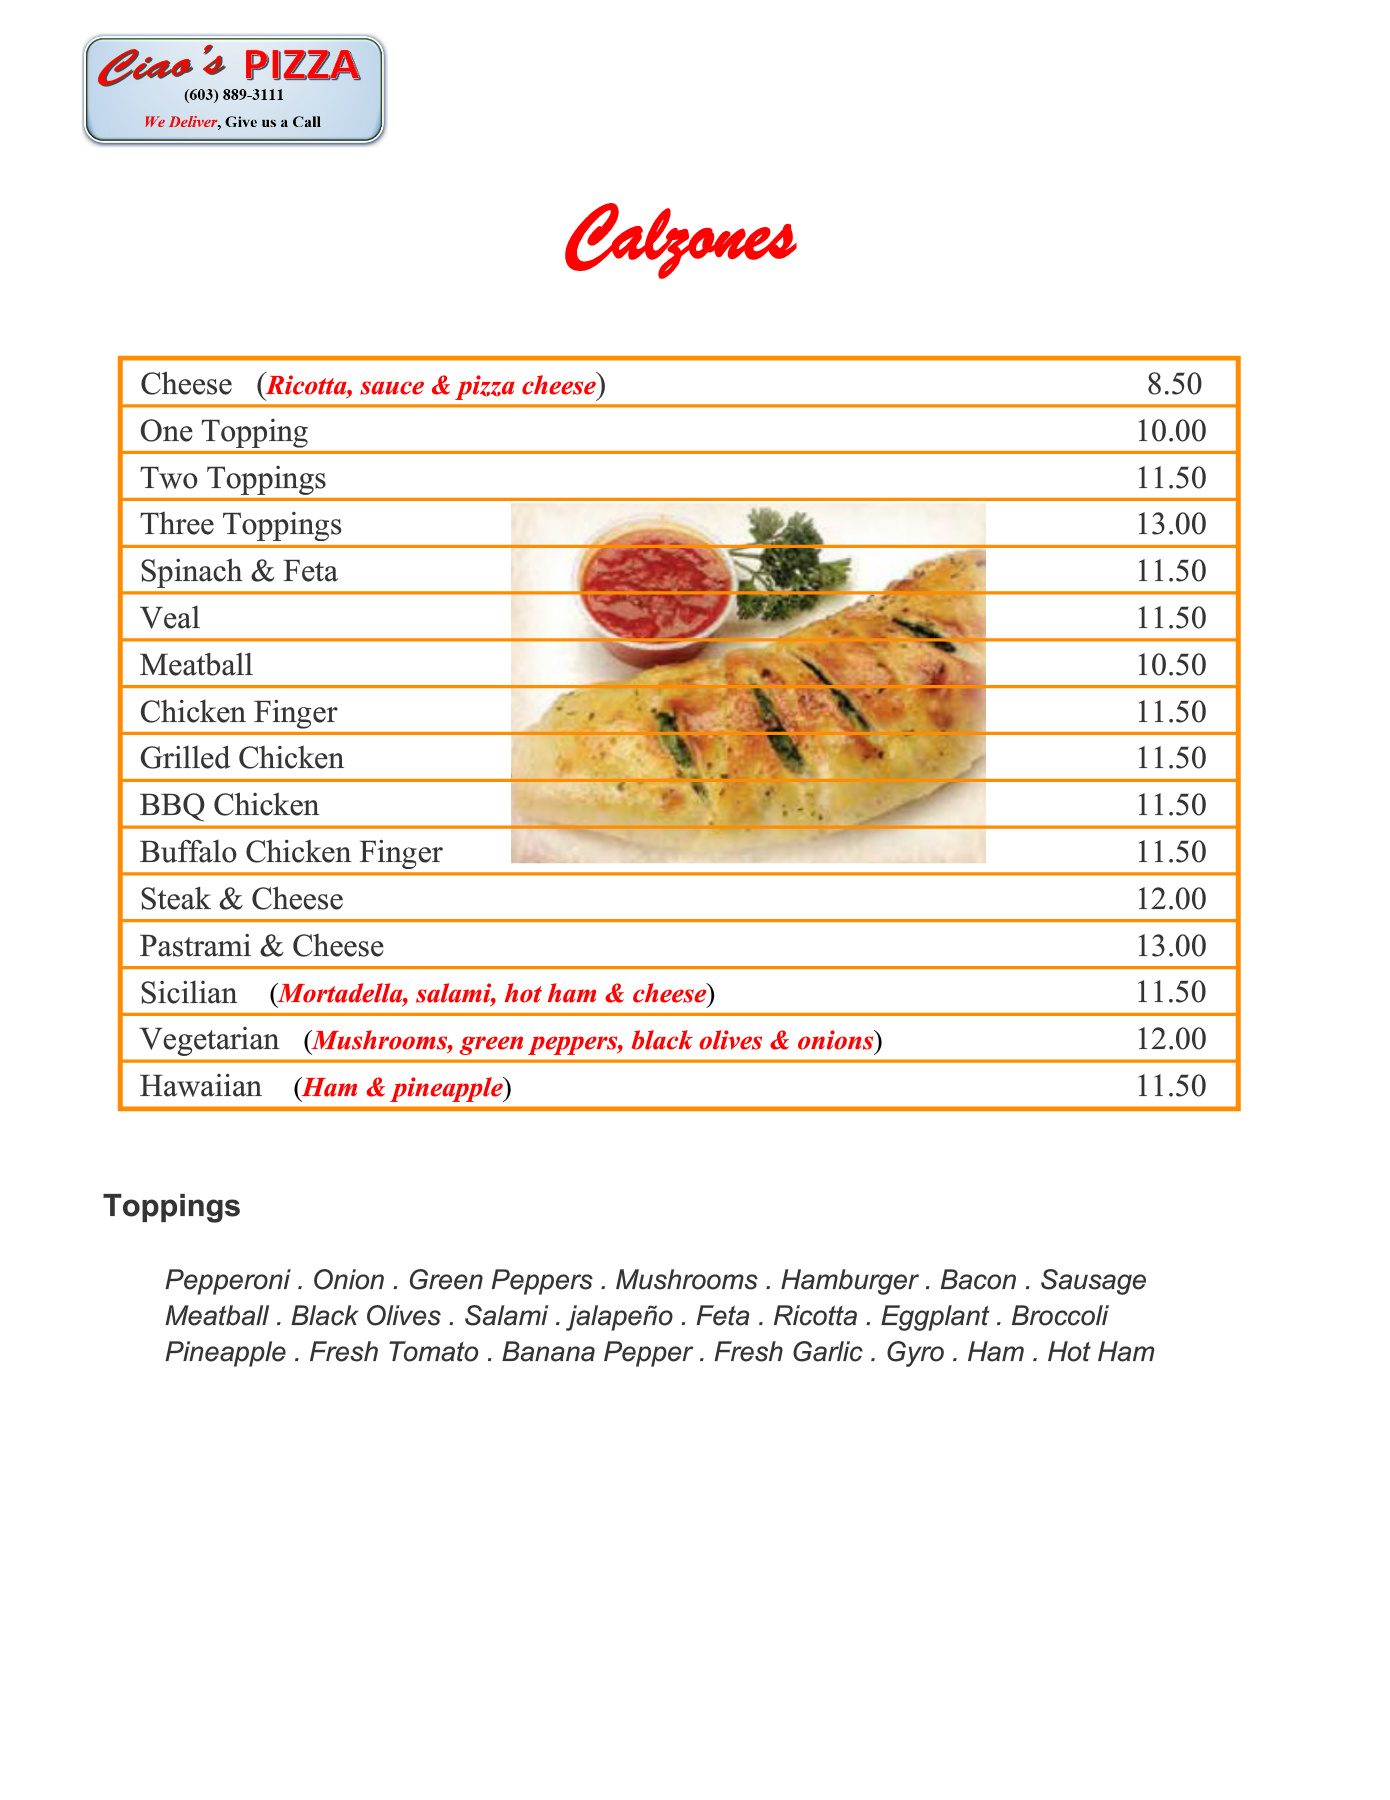 Ciao's PIZZA
(603) 889-3111
We Deliver, Give us a Call
Calzones
Cheese (Ricotta, sauce & pizza cheese) 8.50
One Topping 10.00
Two Toppings 11.50
Three Toppings 13.00
Spinach & Feta 11.50
Veal 11.50
Meatball 10.50
Chicken Finger 11.50
Grilled Chicken 11.50
BBQ Chicken 11.50
Buffalo Chicken Finger 11.50
Steak & Cheese 12.00
Pastrami & Cheese 13.00
Sicilian (Mortadella, salami, hot ham & cheese) 11.50
Vegetarian (Mushrooms, green peppers, black olives & onions) 12.00
Hawaiian (Ham & pineapple) 11.50
Toppings
Pepperoni . Onion . Green Peppers . Mushrooms . Hamburger . Bacon . Sausage
Meatball . Black Olives . Salami . jalapeño . Feta . Ricotta . Eggplant . Broccoli
Pineapple . Fresh Tomato . Banana Pepper . Fresh Garlic . Gyro . Ham . Hot Ham